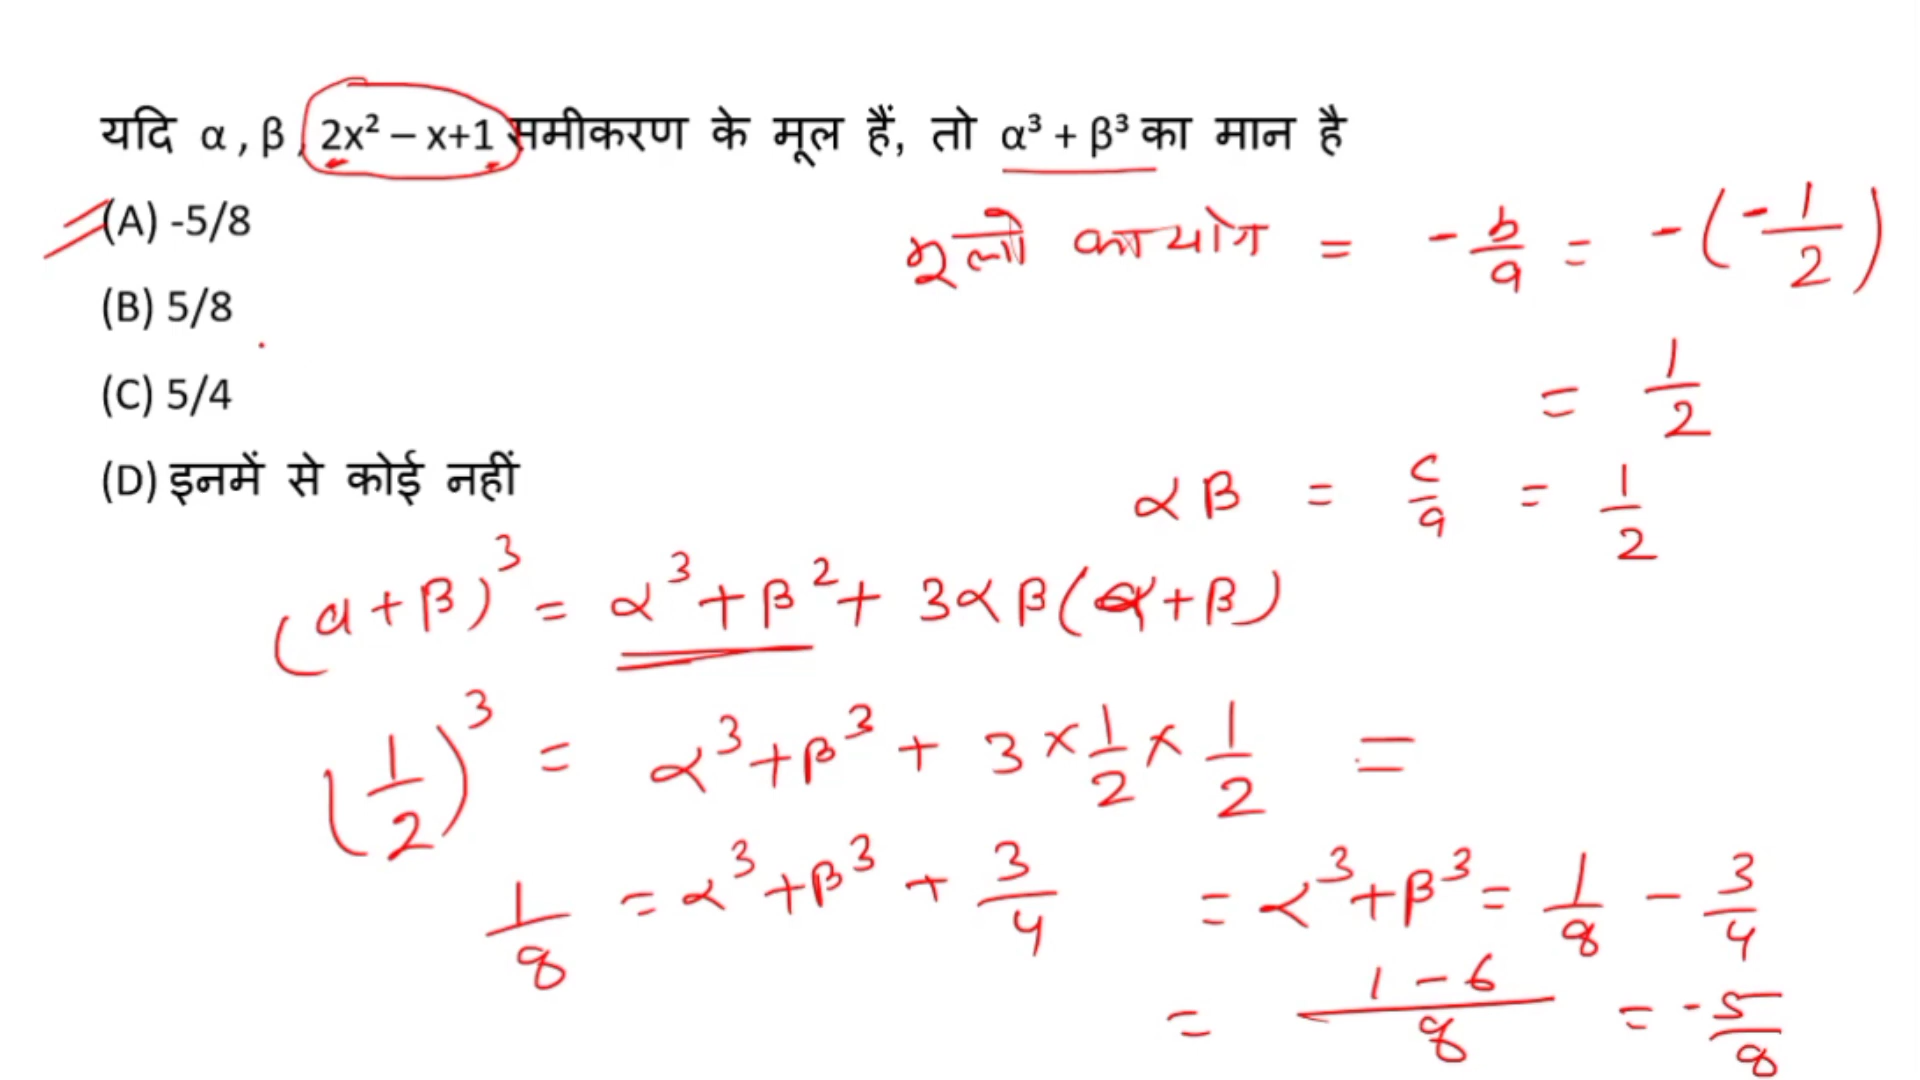 यदि α , β , 2x² – x+1 समीकरण के मूल हैं, तो α³ + β³ का मान है
(A) -5/8
(B) 5/8
(C) 5/4
(D) इनमें से कोई नहीं
मूलो का योग = - b/a = - (- 1/2)
= 1/2
αβ = c/a = 1/2
(α+β)³ = α³+β²+ 3αβ(α+β)
(1/2)³ = α³+β³ + 3×1/2×1/2 =
1/8 = α³+β³ + 3/4 = α³+β³ = 1/8 - 3/4
= 1-6/8 = -5/8